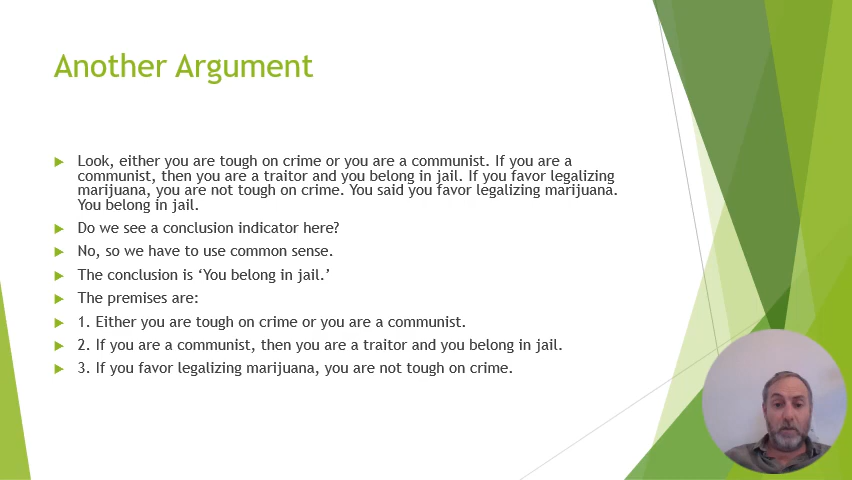 Another Argument
Look, either you are tough on crime or you are a communist. If you are a
communist, then you are a traitor and you belong in jail. If you favor legalizing
marijuana, you are not tough on crime. You said you favor legalizing marijuana.
You belong in jail.
Do we see a conclusion indicator here?
No, so we have to use common sense.
The conclusion is ‘You belong in jail.’
The premises are:
1. Either you are tough on crime or you are a communist.
2. If you are a communist, then you are a traitor and you belong in jail.
3. If you favor legalizing marijuana, you are not tough on crime.